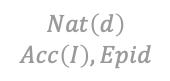 Nat(d)
Acc(I), Epid